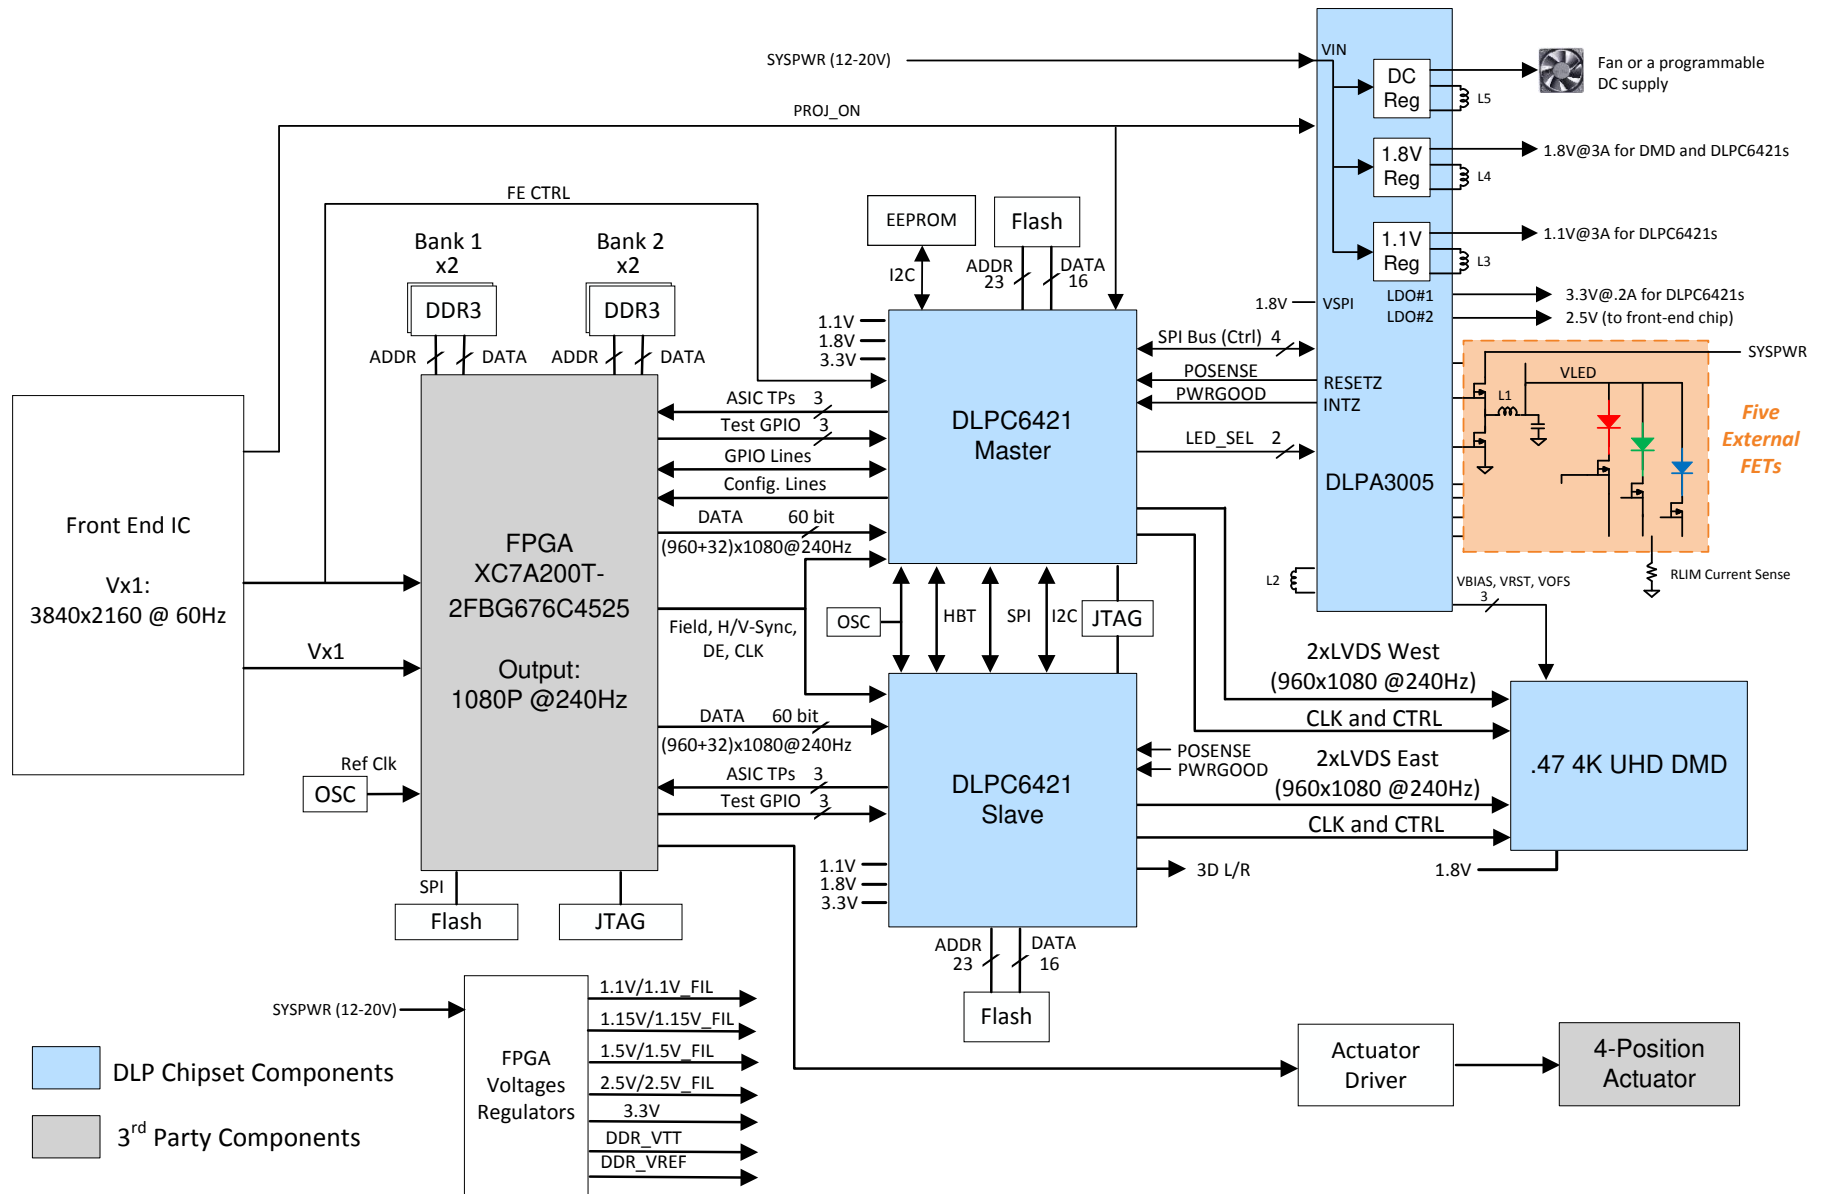 SYSPWR (12-20V)
VIN
DC
Reg
L5
Fan or a programmable
DC supply
PROJ_ON
1.8V
Reg
L4
1.8V@3A for DMD and DLPC6421s
FE CTRL
EEPROM
Flash
1.1V
Reg
L3
1.1V@3A for DLPC6421s
Bank 1
x2
Bank 2
x2
I2C
ADDR
23
DATA
16
DDR3
DDR3
1.8V
VSPI
LDO#1
3.3V@.2A for DLPC6421s
LDO#2
2.5V (to front-end chip)
1.1V
1.8V
3.3V
ADDR
DATA
ADDR
DATA
SPI Bus (Ctrl) 4
SYSPWR
POSENSE
RESETZ
PWRGOOD
INTZ
VLED
L1
Five
External
FETs
ASIC TPs 3
Test GPIO 3
GPIO Lines
Config. Lines
DLPC6421
Master
LED_SEL 2
DLPA3005
Front End IC
Vx1:
3840x2160 @ 60Hz
FPGA
XC7A200T-
2FBG676C4525
Output:
1080P @240Hz
DATA 60 bit
(960+32)x1080@240Hz
L2
VBIAS, VRST, VOFS
3
RLIM Current Sense
Field, H/V-Sync,
DE, CLK
OSC
HBT
SPI
I2C
JTAG
Vx1
2xLVDS West
(960x1080 @240Hz)
CLK and CTRL
DATA 60 bit
(960+32)x1080@240Hz
POSENSE
PWRGOOD
2xLVDS East
(960x1080 @240Hz)
CLK and CTRL
.47 4K UHD DMD
Ref Clk
OSC
ASIC TPs 3
Test GPIO 3
DLPC6421
Slave
1.1V
1.8V
3.3V
3D L/R
1.8V
SPI
Flash
JTAG
ADDR
23
DATA
16
Flash
SYSPWR (12-20V)
FPGA
Voltages
Regulators
1.1V/1.1V_FIL
1.15V/1.15V_FIL
1.5V/1.5V_FIL
2.5V/2.5V_FIL
3.3V
DDR_VTT
DDR_VREF
Actuator
Driver
4-Position
Actuator
DLP Chipset Components
3rd Party Components